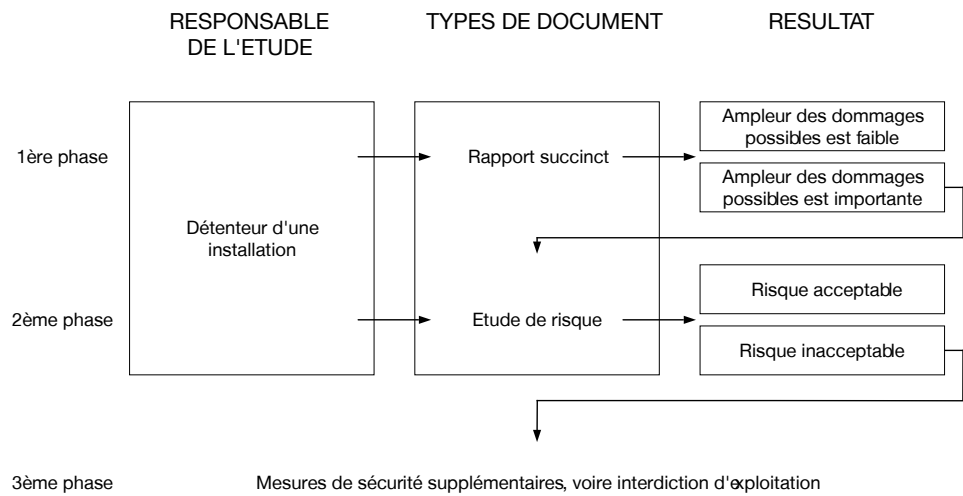 RESPONSABLE
DE L'ETUDE
TYPES DE DOCUMENT
RESULTAT
1ère phase
Rapport succinct
Ampleur des dommages
possibles est faible
Ampleur des dommages
possibles est importante
Détenteur d'une
installation
2ème phase
Etude de risque
Risque acceptable
Risque inacceptable
3ème phase
Mesures de sécurité supplémentaires, voire interdiction d'exploitation